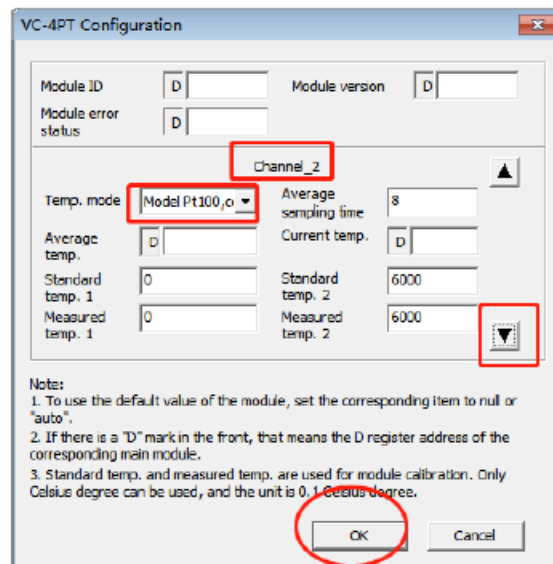 VC-4PT Configuration
Module ID D Module version D
Module error status D
Channel_2
Temp. mode Model Pt100,c Average sampling time 8
Average temp. D Current temp. D
Standard temp. 1 0 Standard temp. 2 6000
Measured temp. 1 0 Measured temp. 2 6000
Note:
1. To use the default value of the module, set the corresponding item to null or
"auto".
2. If there is a "D" mark in the front, that means the D register address of the
corresponding main module.
3. Standard temp. and measured temp. are used for module calibration. Only
Celsius degree can be used, and the unit is 0.1 Celsius degree.
OK Cancel